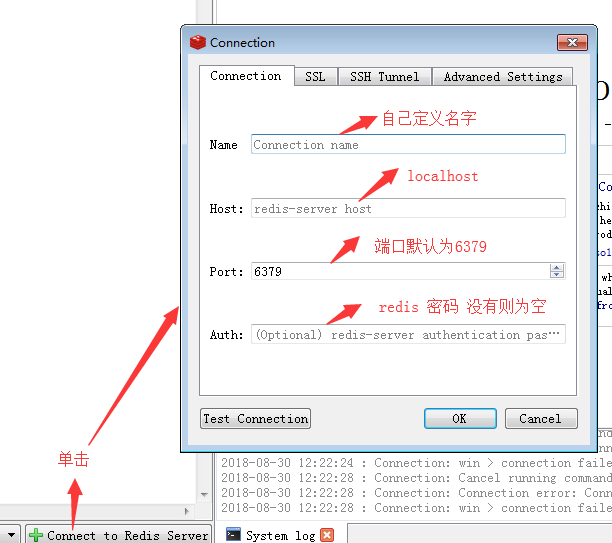 Connection
Connection SSL SSH Tunnel Advanced Settings
自己定义名字
Name Connection name
localhost
Host: redis-server host
端口默认为6379
Port: 6379
redis 密码 没有则为空
Auth: (Optional) redis-server authentication pas…
Test Connection OK Cancel
单击
2018-08-30 12:22:24 : Connection: win > connection faile
2018-08-30 12:22:28 : Connection: Cancel running command
2018-08-30 12:22:28 : Connection: Connection error: Conn
2018-08-30 12:22:28 : Connection: win > connection faile
Connect to Redis Server System log